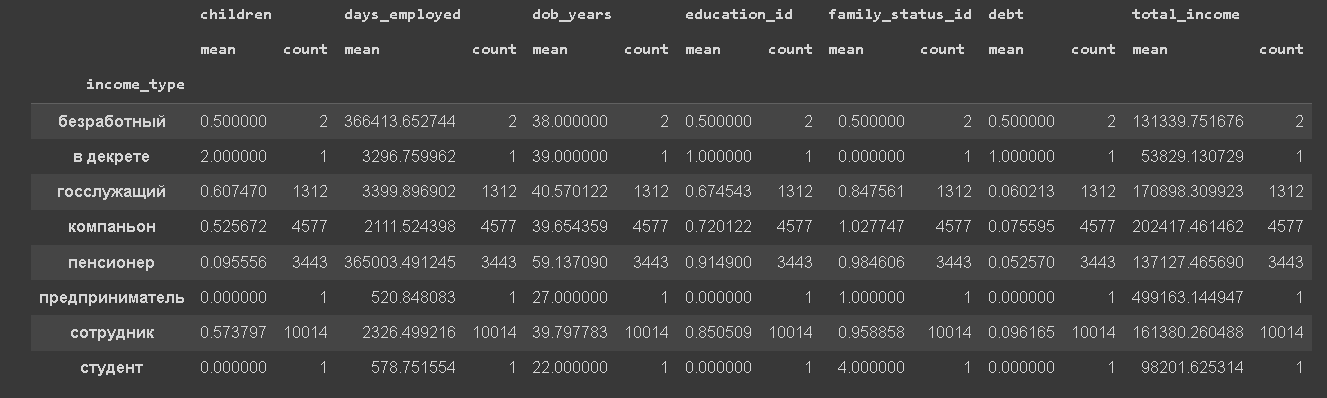 children days_employed dob_years education_id family_status_id debt total_income
mean count mean count mean count mean count mean count mean count mean count
income_type
безработный 0.500000 2 366413.652744 2 38.000000 2 0.500000 2 0.500000 2 0.500000 2 131339.751676 2
в декрете 2.000000 1 3296.759962 1 39.000000 1 1.000000 1 0.000000 1 1.000000 1 53829.130729 1
госслужащий 0.607470 1312 3399.896902 1312 40.570122 1312 0.674543 1312 0.847561 1312 0.060213 1312 170898.309923 1312
компаньон 0.525672 4577 2111.524398 4577 39.654359 4577 0.720122 4577 1.027747 4577 0.075595 4577 202417.461462 4577
пенсионер 0.095556 3443 365003.491245 3443 59.137090 3443 0.914900 3443 0.984606 3443 0.052570 3443 137127.465690 3443
предприниматель 0.000000 1 520.848083 1 27.000000 1 0.000000 1 1.000000 1 0.000000 1 499163.144947 1
сотрудник 0.573797 10014 2326.499216 10014 39.797783 10014 0.850509 10014 0.958858 10014 0.096165 10014 161380.260488 10014
студент 0.000000 1 578.751554 1 22.000000 1 0.000000 1 4.000000 1 0.000000 1 98201.625314 1